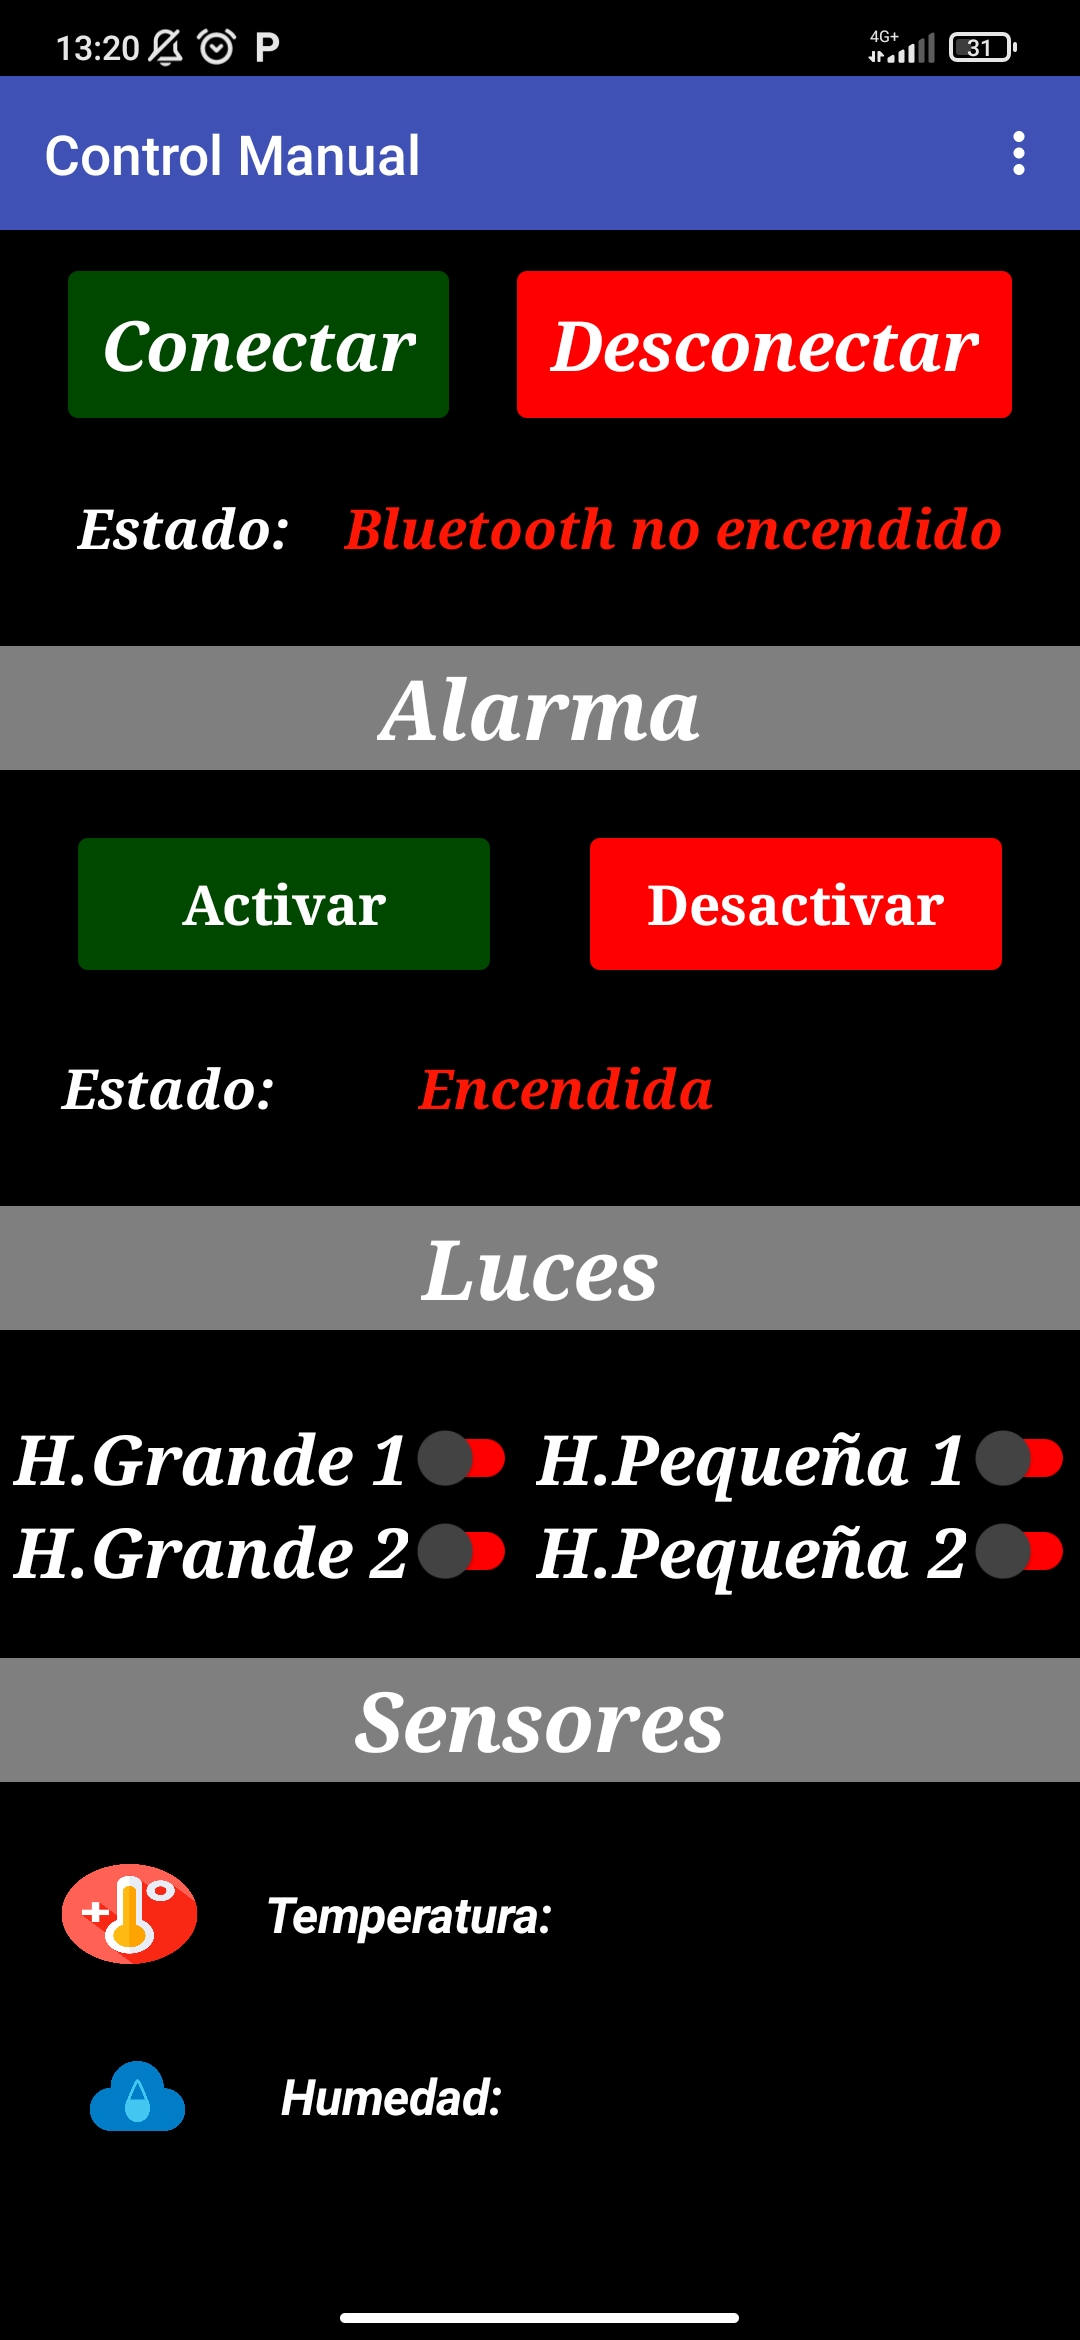 13:20 P 4G+ 31
Control Manual
Conectar Desconectar
Estado: Bluetooth no encendido
Alarma
Activar Desactivar
Estado: Encendida
Luces
H.Grande 1 H.Pequeña 1
H.Grande 2 H.Pequeña 2
Sensores
Temperatura:
Humedad: